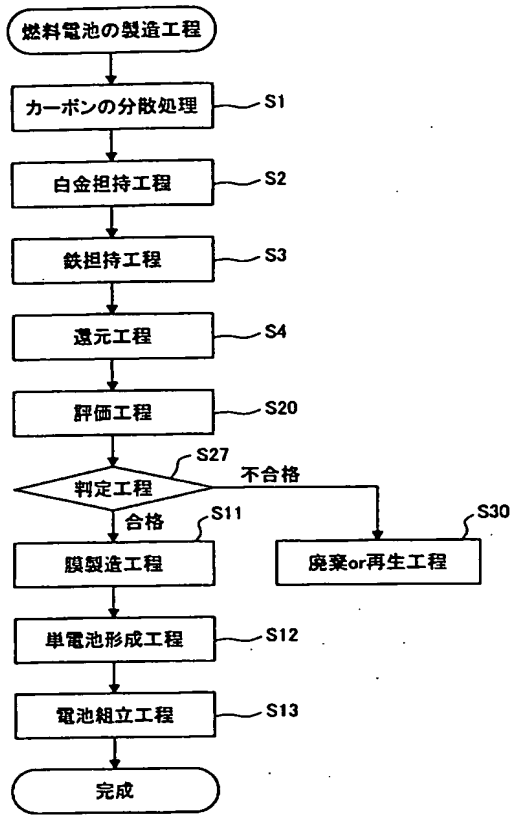 燃料電池の製造工程
カーボンの分散処理
S1
白金担持工程
S2
鉄担持工程
S3
還元工程
S4
評価工程
S20
S27
判定工程
不合格
合格
S11
膜製造工程
S30
廃棄or再生工程
単電池形成工程
S12
電池組立工程
S13
完成